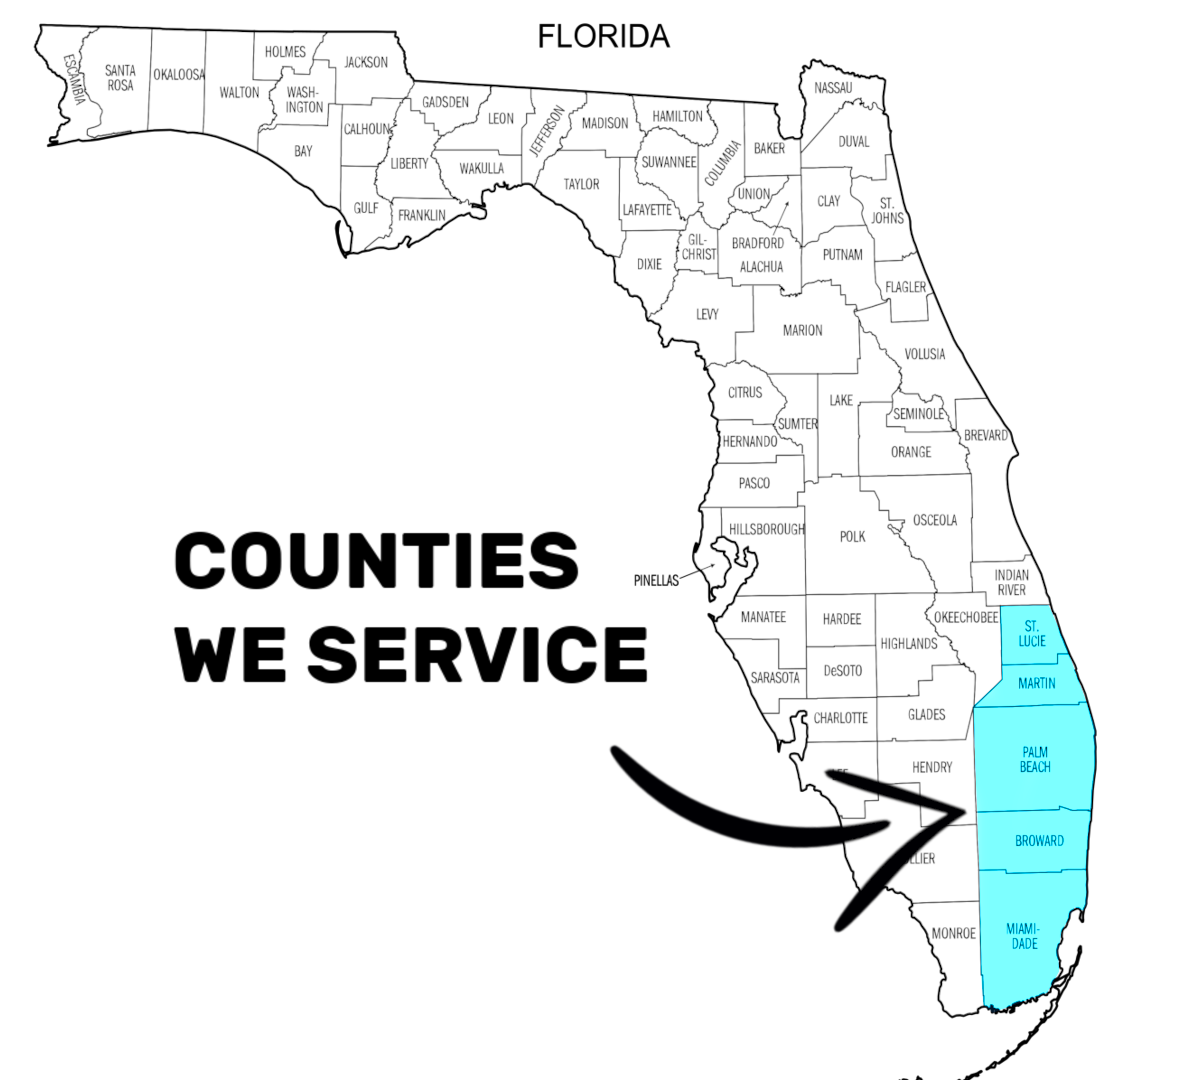 FLORIDA
ESCAMBIA
SANTA
ROSA
OKALOOSA
WALTON
HOLMES
WASH-
INGTON
JACKSON
BAY
CALHOUN
GULF
LIBERTY
GADSDEN
FRANKLIN
LEON
WAKULLA
JEFFERSON
MADISON
TAYLOR
HAMILTON
SUWANNEE
LAFAYETTE
DIXIE
COLUMBIA
GIL-
CHRIST
BAKER
UNION
BRADFORD
ALACHUA
NASSAU
DUVAL
CLAY
ST.
JOHNS
PUTNAM
FLAGLER
LEVY
MARION
VOLUSIA
CITRUS
SUMTER
LAKE
SEMINOLE
HERNANDO
ORANGE
BREVARD
PASCO
HILLSBOROUGH
POLK
OSCEOLA
PINELLAS
INDIAN
RIVER
MANATEE
HARDEE
HIGHLANDS
OKEECHOBEE
ST.
LUCIE
SARASOTA
DeSOTO
MARTIN
CHARLOTTE
GLADES
HENDRY
PALM
BEACH
BROWARD
MONROE
MIAMI-
DADE
COUNTIES
WE SERVICE